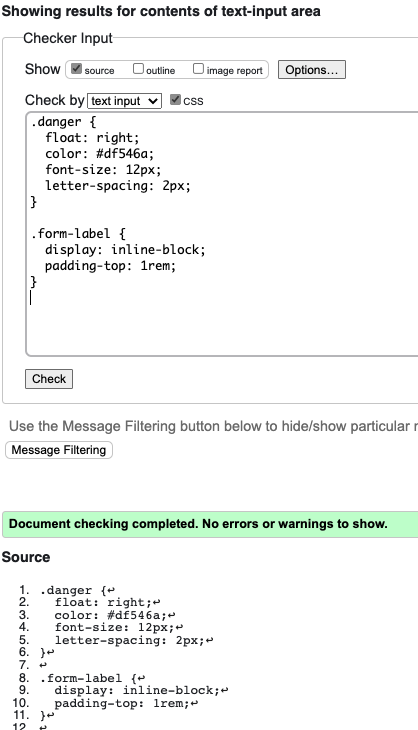 Showing results for contents of text-input area
Checker Input
Show source outline image report Options...
Check by text input CSS
.danger {
  float: right;
  color: #df546a;
  font-size: 12px;
  letter-spacing: 2px;
}

.form-label {
  display: inline-block;
  padding-top: 1rem;
}
Check
Use the Message Filtering button below to hide/show particular
Message Filtering
Document checking completed. No errors or warnings to show.
Source
1. .danger {↩
2.   float: right;↩
3.   color: #df546a;↩
4.   font-size: 12px;↩
5.   letter-spacing: 2px;↩
6. }↩
7. ↩
8. .form-label {↩
9.   display: inline-block;↩
10.   padding-top: 1rem;↩
11. }↩
12. ↩